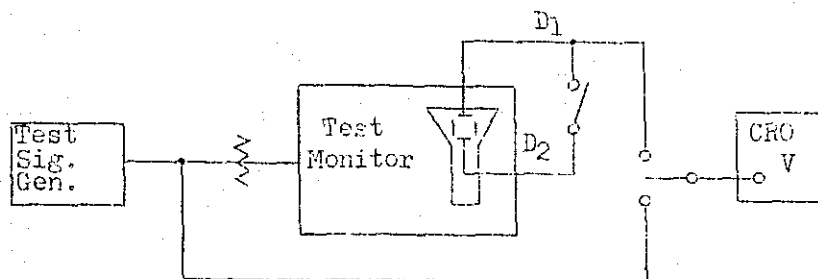 D1
Test
Sig.
Gen.
Test
Monitor
D2
CRO
V